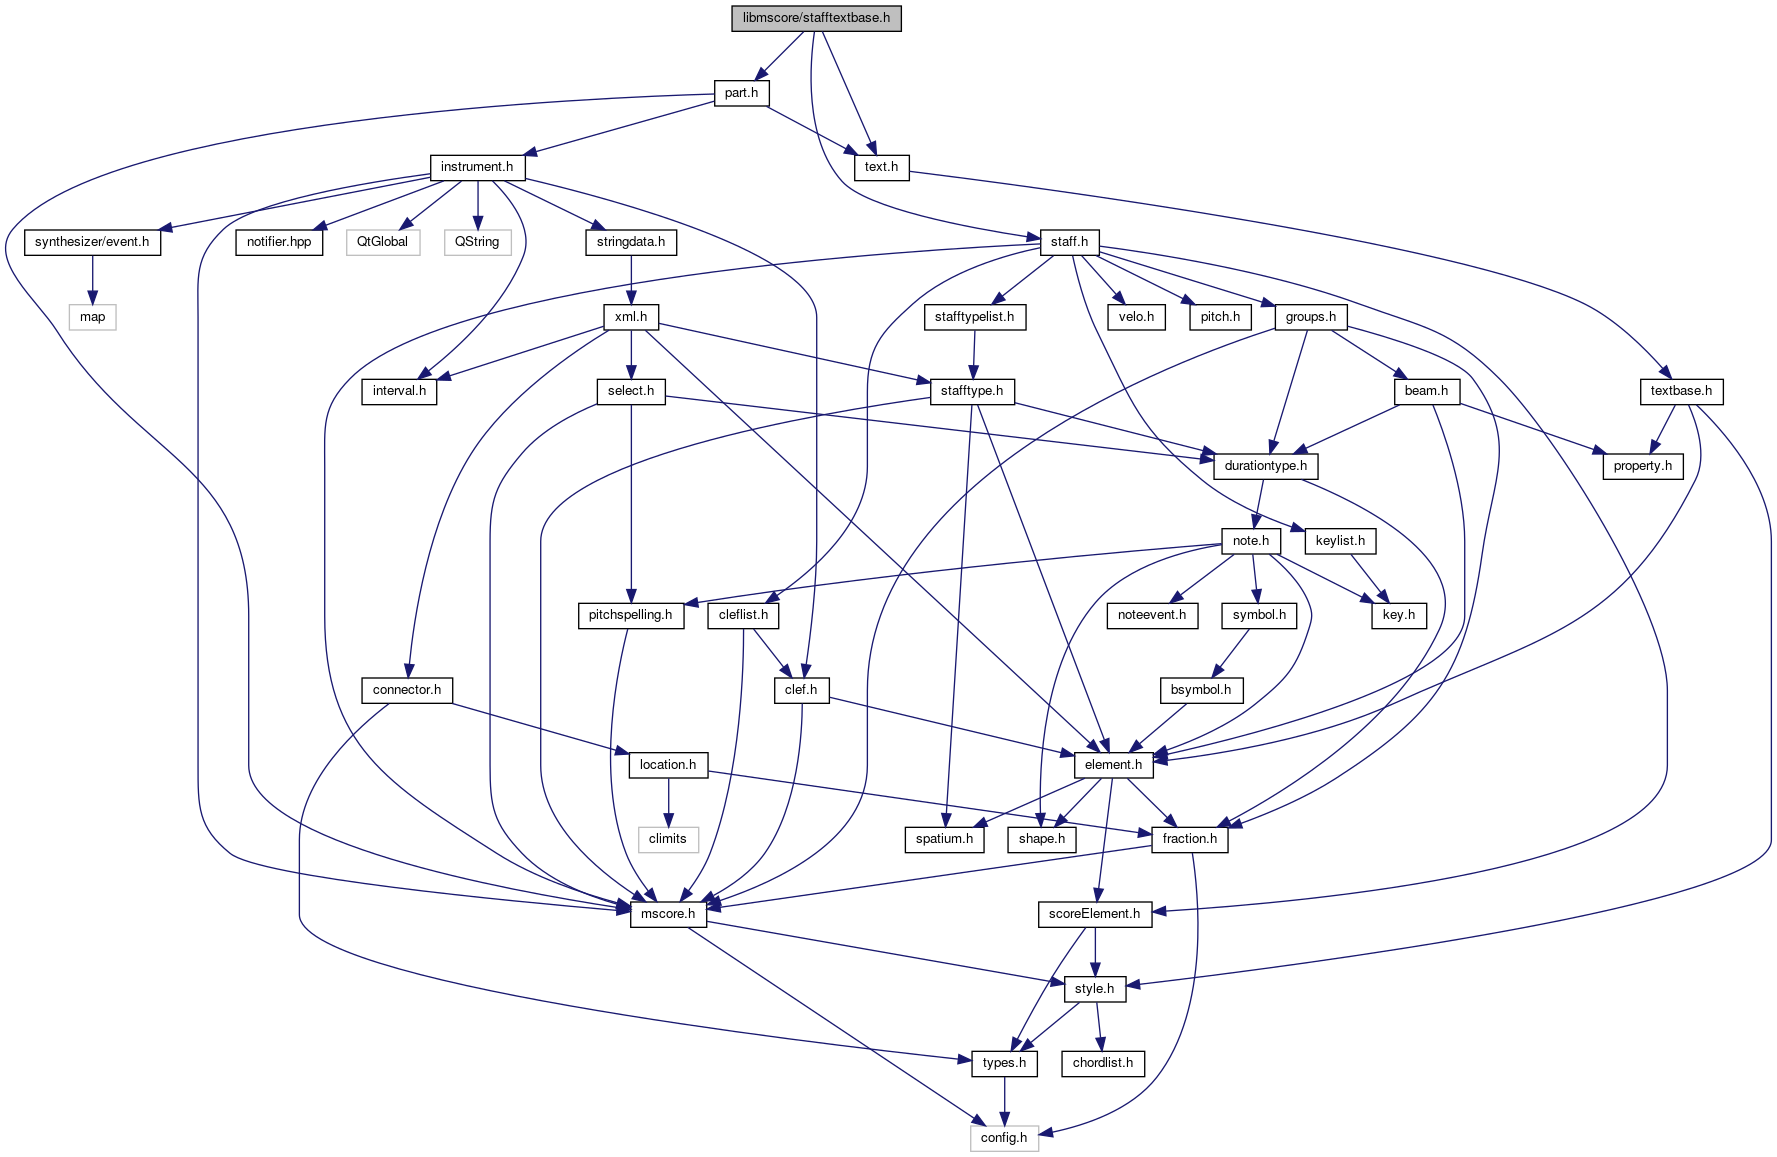 libmscore/stafftextbase.h
part.h
instrument.h
text.h
synthesizer/event.h
notifier.hpp
QtGlobal
QString
stringdata.h
staff.h
map
xml.h
stafftypelist.h
velo.h
pitch.h
groups.h
interval.h
select.h
stafftype.h
beam.h
textbase.h
durationtype.h
property.h
note.h
keylist.h
pitchspelling.h
cleflist.h
noteevent.h
symbol.h
key.h
connector.h
clef.h
bsymbol.h
location.h
element.h
climits
spatium.h
shape.h
fraction.h
mscore.h
scoreElement.h
style.h
types.h
chordlist.h
config.h